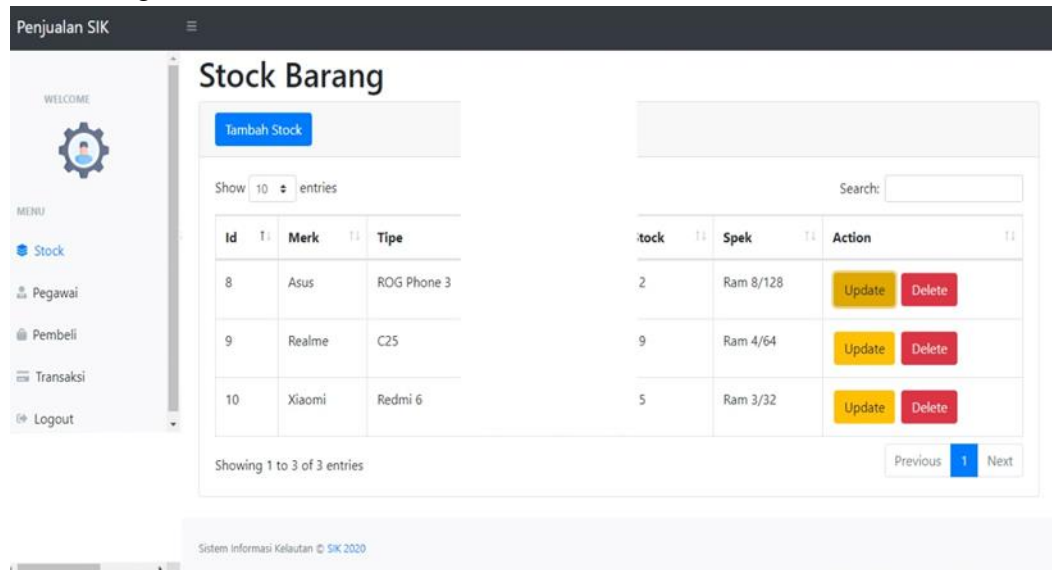 Penjualan SIK
Stock Barang
WELCOME
Tambah Stock
Show 10 entries
Search:
MENU
Id Merk Tipe Spek Action
Stock
8 Asus ROG Phone 3 2 Ram 8/128 Update Delete
Pegawai
9 Realme C25 9 Ram 4/64 Update Delete
Pembeli
Transaksi
10 Xiaomi Redmi 6 5 Ram 3/32 Update Delete
Logout
Showing 1 to 3 of 3 entries
Previous 1 Next
Sistem Informasi Kelautan © SIK 2020